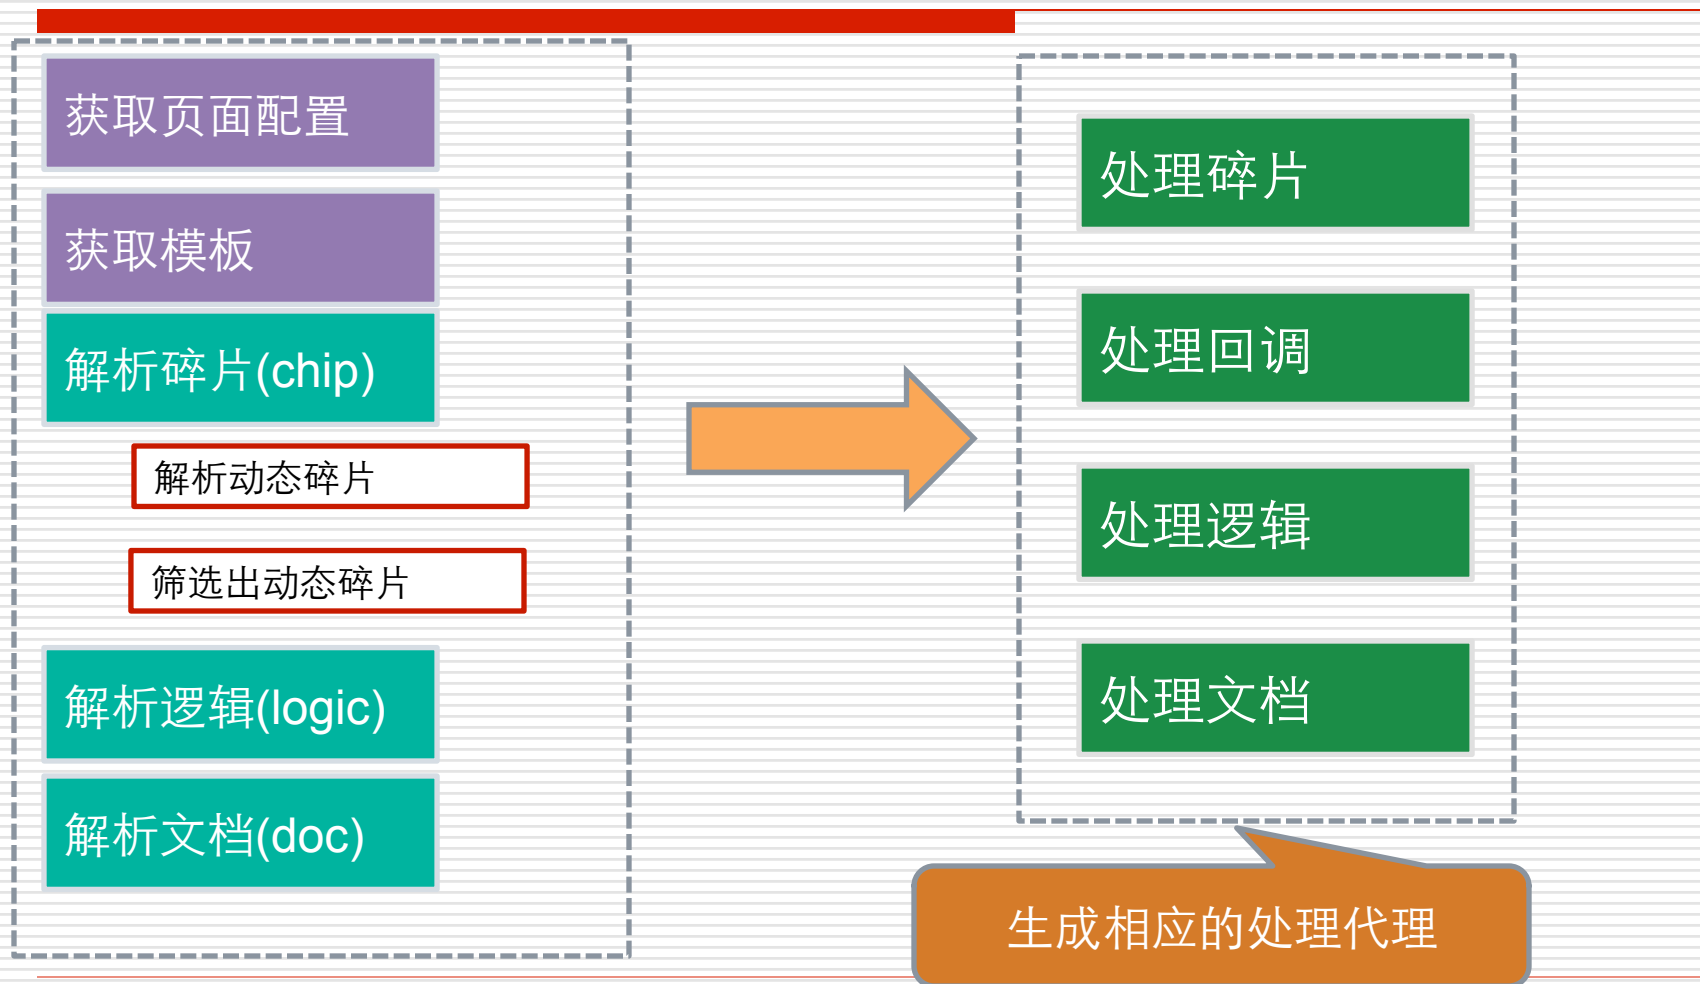 获取页面配置
获取模板
解析碎片(chip)
解析动态碎片
筛选出动态碎片
解析逻辑(logic)
解析文档(doc)
处理碎片
处理回调
处理逻辑
处理文档
生成相应的处理代理